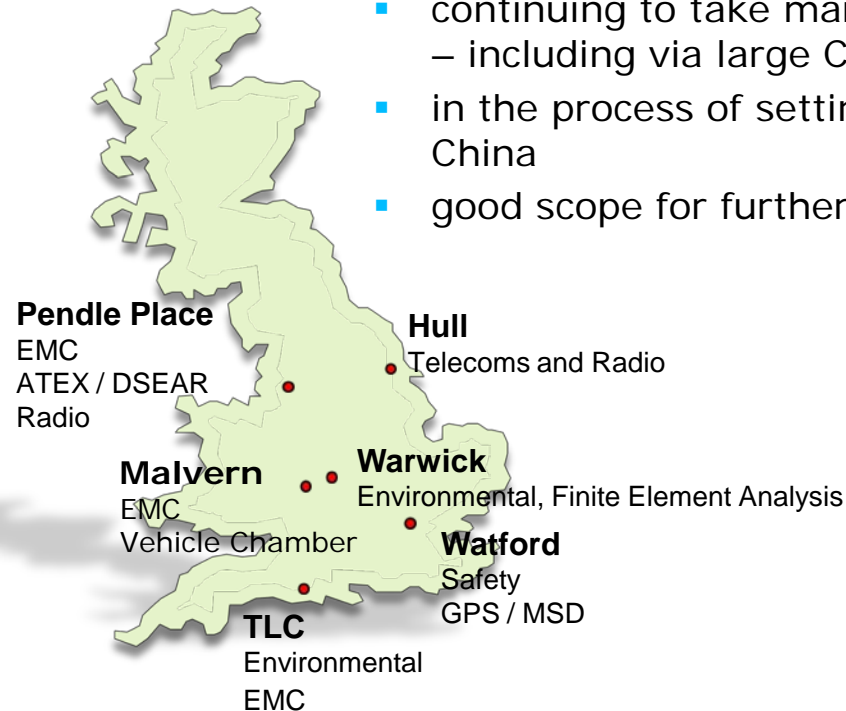 continuing to take mar
– including via large C
in the process of settin
China
good scope for further
Pendle Place
EMC
ATEX / DSEAR
Radio
Hull
Telecoms and Radio
Malvern
EMC
Vehicle Chamber
Warwick
Environmental, Finite Element Analysis
Watford
Safety
GPS / MSD
TLC
Environmental
EMC